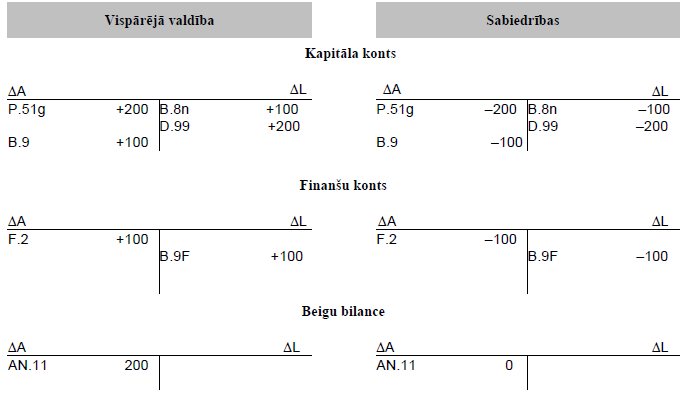 Vispārējā valdība Sabiedrības
Kapitāla konts
ΔA ΔL ΔA ΔL
P.51g +200 B.8n +100 P.51g –200 B.8n –100
D.99 +200 D.99 –200
B.9 +100 B.9 –100
Finanšu konts
ΔA ΔL ΔA ΔL
F.2 +100 F.2 –100
B.9F +100 B.9F –100
Beigu bilance
ΔA ΔL ΔA ΔL
AN.11 200 AN.11 0